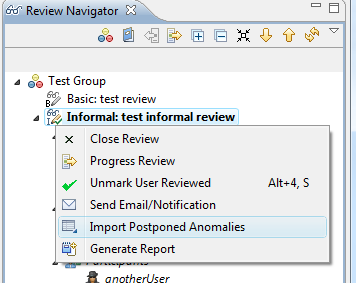 Review Navigator
Test Group
Basic: test review
Informal: test informal review
Close Review
Progress Review
Unmark User Reviewed Alt+4, S
Send Email/Notification
Import Postponed Anomalies
Generate Report
Participants
anotherUser